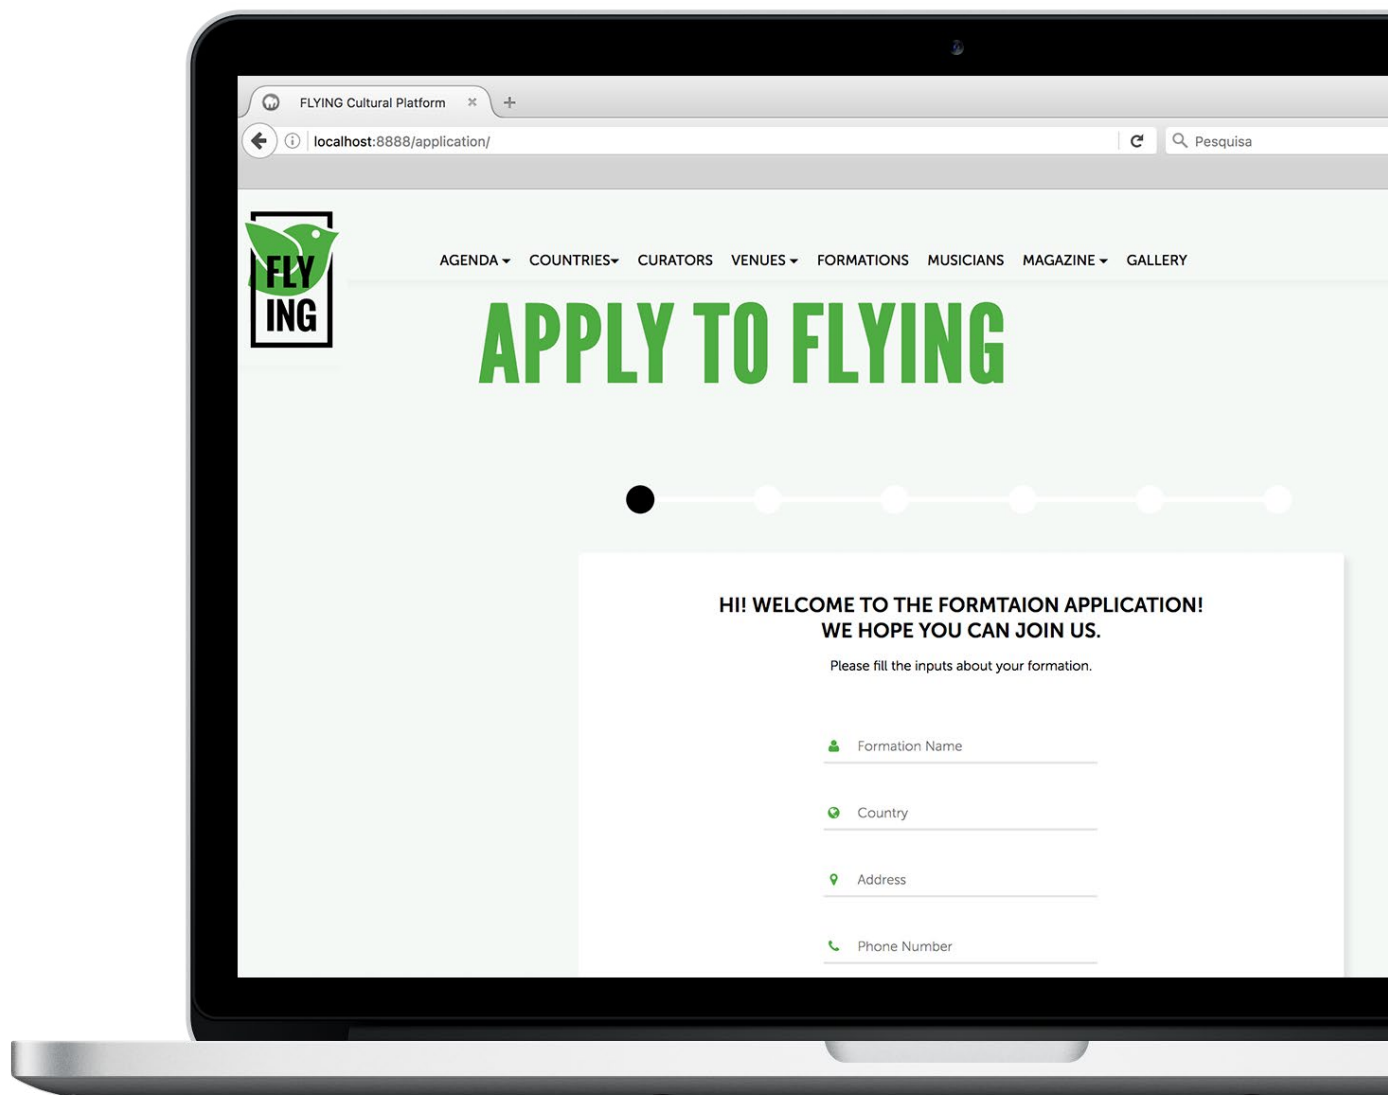 FLYING Cultural Platform
localhost:8888/application/
Pesquisa
FLY
ING
AGENDA COUNTRIES CURATORS VENUES FORMATIONS MUSICIANS MAGAZINE GALLERY
APPLY TO FLYING
HI! WELCOME TO THE FORMTAION APPLICATION!
WE HOPE YOU CAN JOIN US.
Please fill the inputs about your formation.
Formation Name
Country
Address
Phone Number